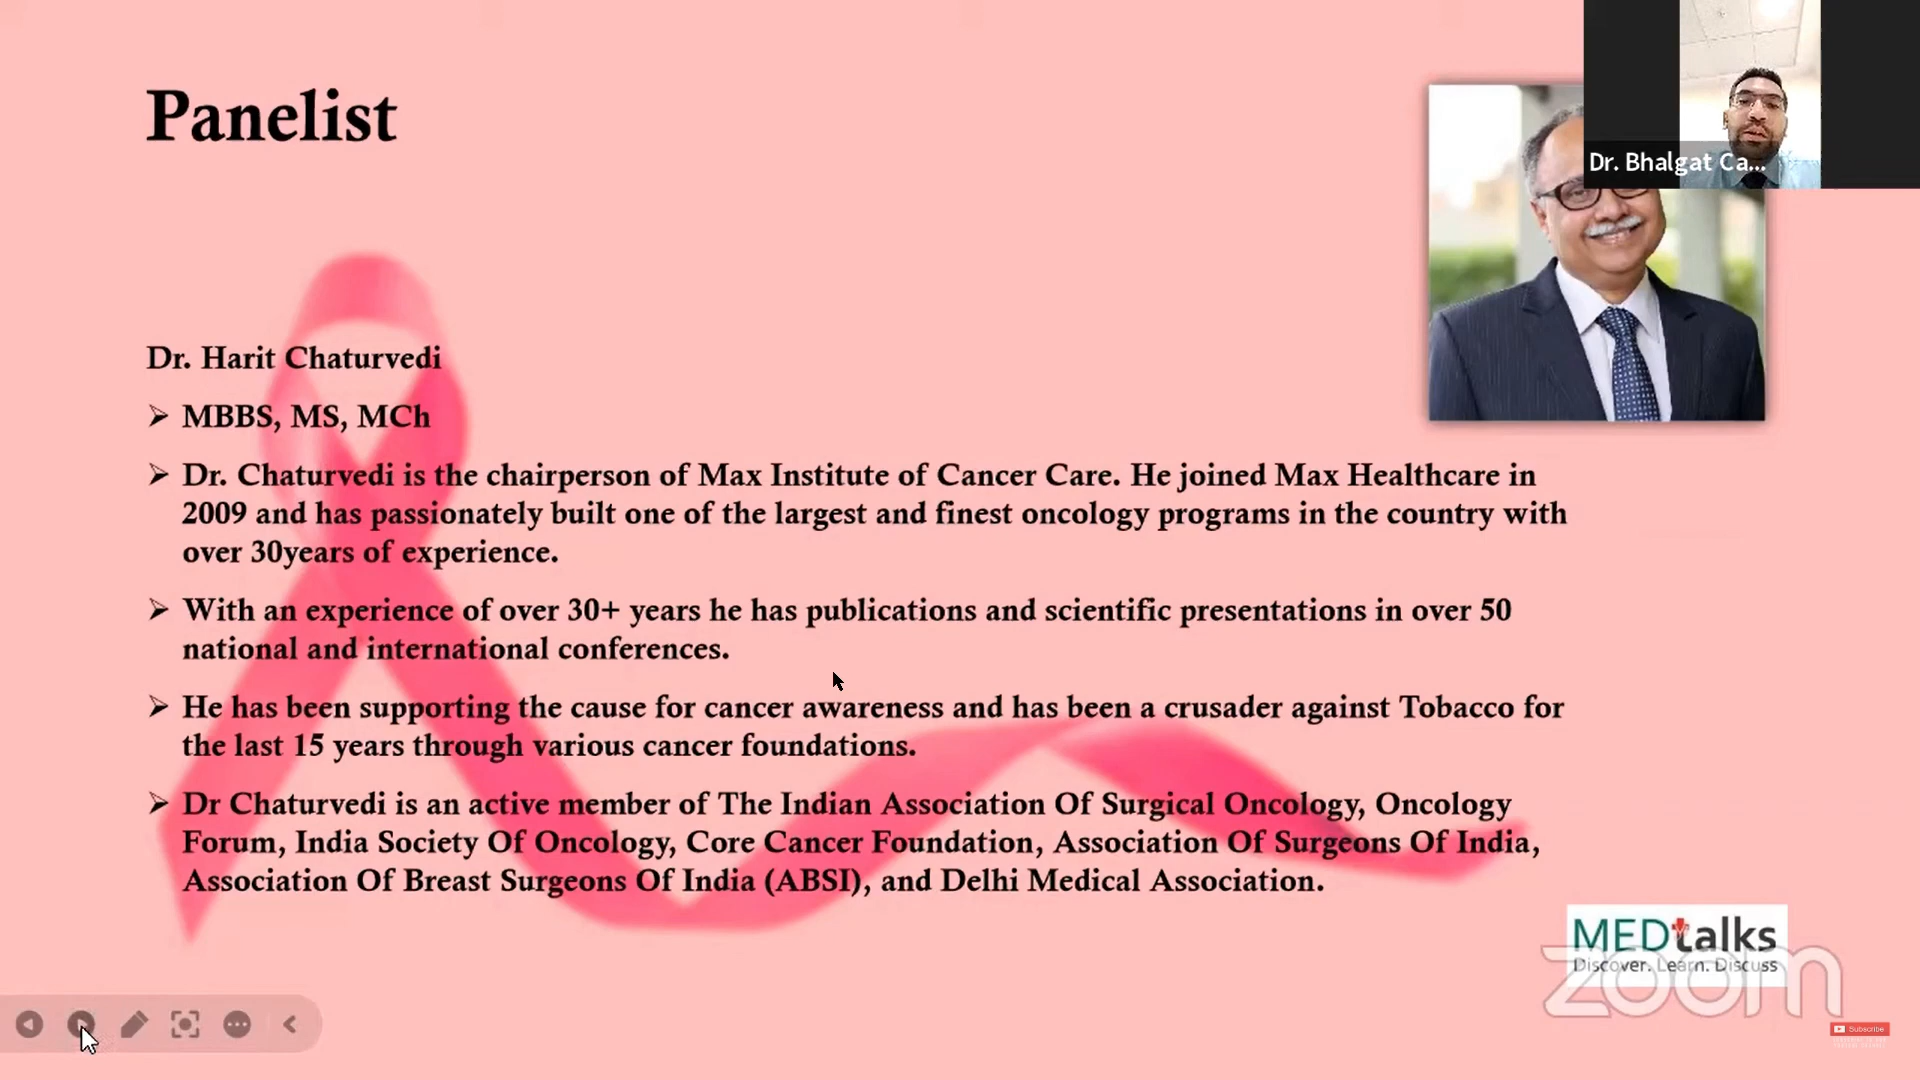 Panelist
Dr. Bhalgat Ca...
Dr. Harit Chaturvedi
MBBS, MS, MCh
Dr. Chaturvedi is the chairperson of Max Institute of Cancer Care. He joined Max Healthcare in
2009 and has passionately built one of the largest and finest oncology programs in the country with
over 30years of experience.
With an experience of over 30+ years he has publications and scientific presentations in over 50
national and international conferences.
He has been supporting the cause for cancer awareness and has been a crusader against Tobacco for
the last 15 years through various cancer foundations.
Dr Chaturvedi is an active member of The Indian Association Of Surgical Oncology, Oncology
Forum, India Society Of Oncology, Core Cancer Foundation, Association Of Surgeons Of India,
Association Of Breast Surgeons Of India (ABSI), and Delhi Medical Association.
MEDtalks
Discover. Learn. Discuss
zoom
Subscribe